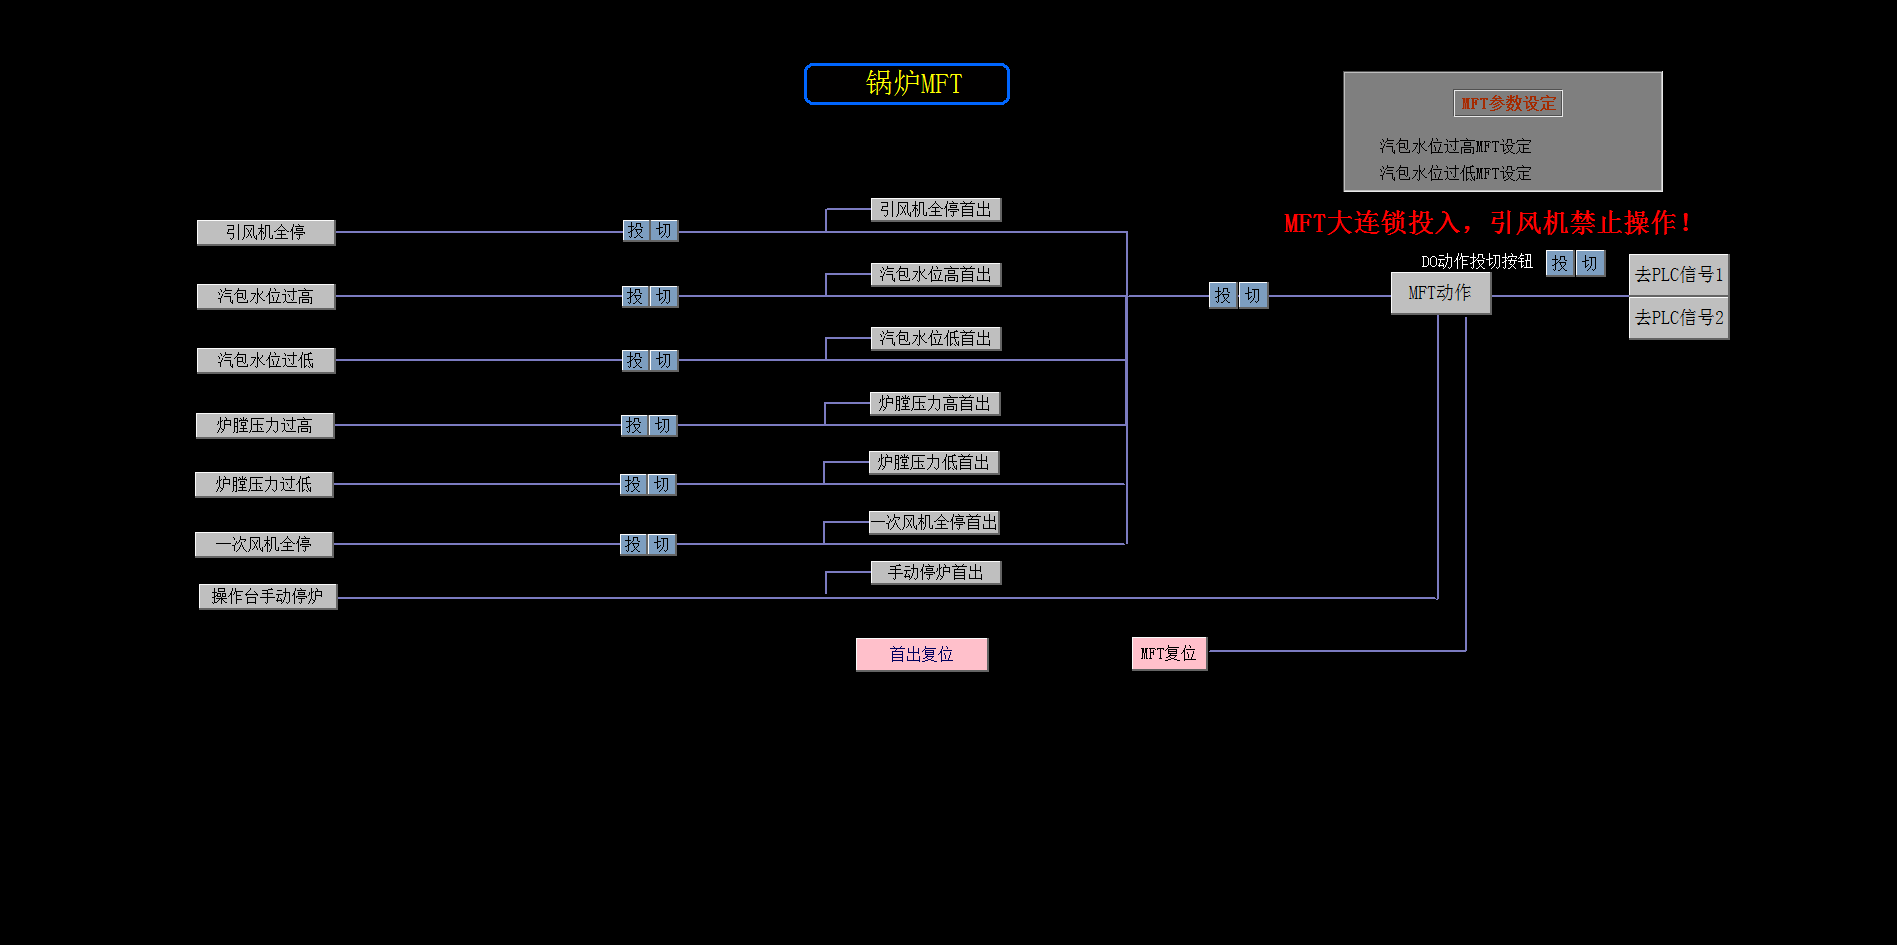 锅炉MFT
MFT参数设定
汽包水位过高MFT设定
汽包水位过低MFT设定
MFT大连锁投入，引风机禁止操作！
引风机全停
投 切
引风机全停首出
DO动作投切按钮
投 切
汽包水位过高
投 切
汽包水位高首出
投 切
MFT动作
去PLC信号1
去PLC信号2
汽包水位过低
投 切
汽包水位低首出
炉膛压力过高
投 切
炉膛压力高首出
炉膛压力过低
投 切
炉膛压力低首出
一次风机全停
投 切
一次风机全停首出
操作台手动停炉
手动停炉首出
首出复位
MFT复位